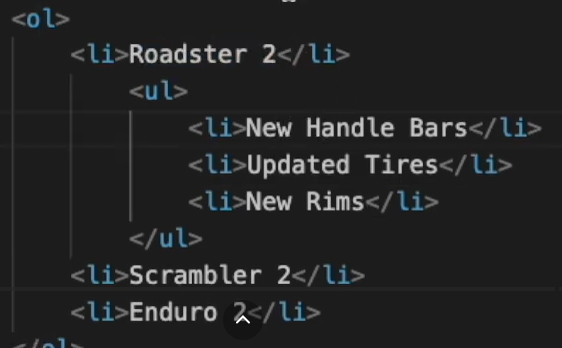 <ol>
<li>Roadster 2</li>
<ul>
<li>New Handle Bars</li>
<li>Updated Tires</li>
<li>New Rims</li>
</ul>
<li>Scrambler 2</li>
<li>Enduro 2</li>
</ol>